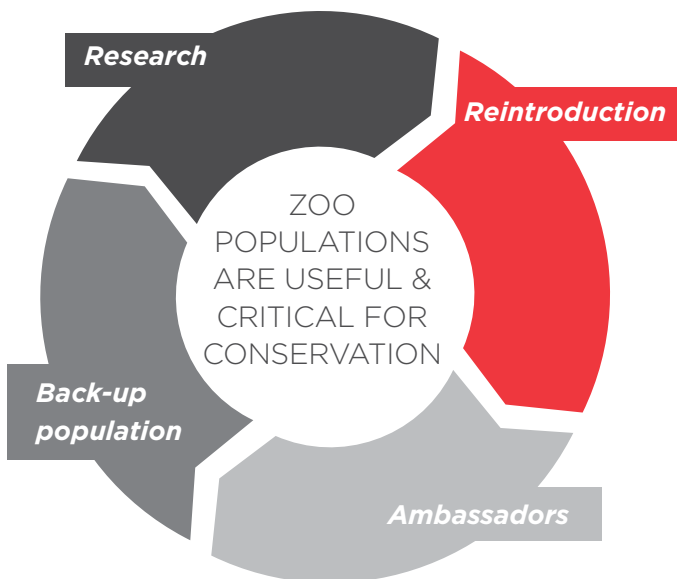 Research
Reintroduction
ZOO
POPULATIONS
ARE USEFUL &
CRITICAL FOR
CONSERVATION
Back-up
population
Ambassadors